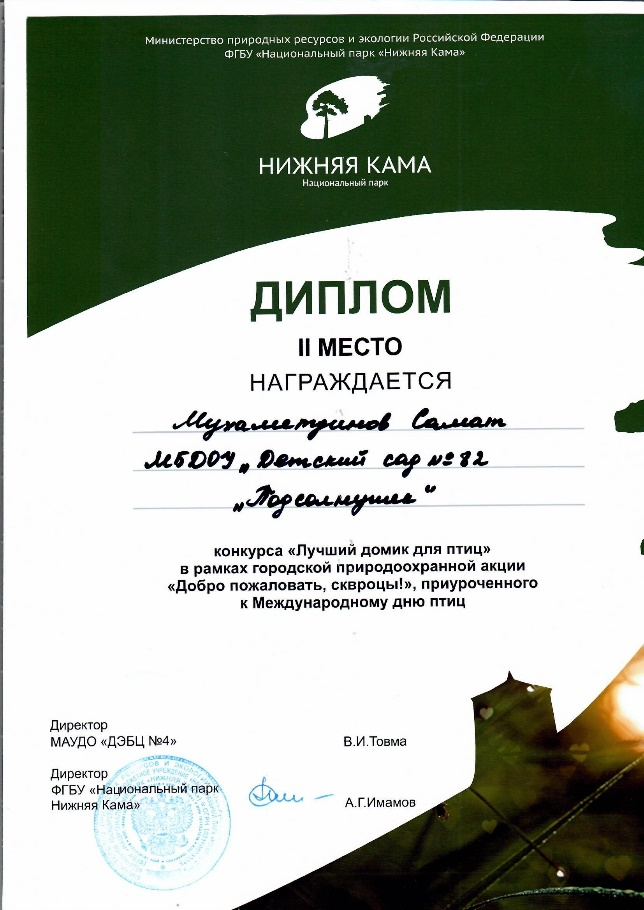 Министерство природных ресурсов и экологии Российской Федерации
ФГБУ «Национальный парк «Нижняя Кама»
НИЖНЯЯ КАМА
Национальный парк
ДИПЛОМ
II МЕСТО
НАГРАЖДАЕТСЯ
Мухаметзинов Самат
МБДОУ „Детский сад № 82
„Подсолнушек"
конкурса «Лучший домик для птиц»
в рамках городской природоохранной акции
«Добро пожаловать, сквроцы!», приуроченного
к Международному дню птиц
Директор
МАУДО «ДЭБЦ №4»
В.И.Товма
Директор
ФГБУ «Национальный парк
Нижняя Кама»
А.Г.Имамов